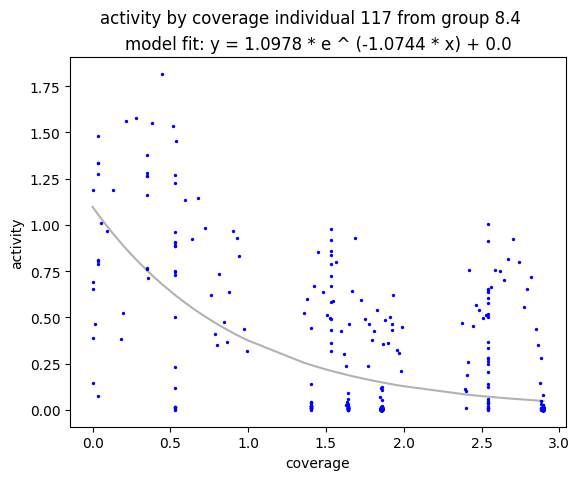 activity by coverage individual 117 from group 8.4
model fit: y = 1.0978 * e ^ (-1.0744 * x) + 0.0
1.75
1.50
1.25
1.00
0.75
0.50
0.25
0.00
activity
0.0 0.5 1.0 1.5 2.0 2.5 3.0
coverage